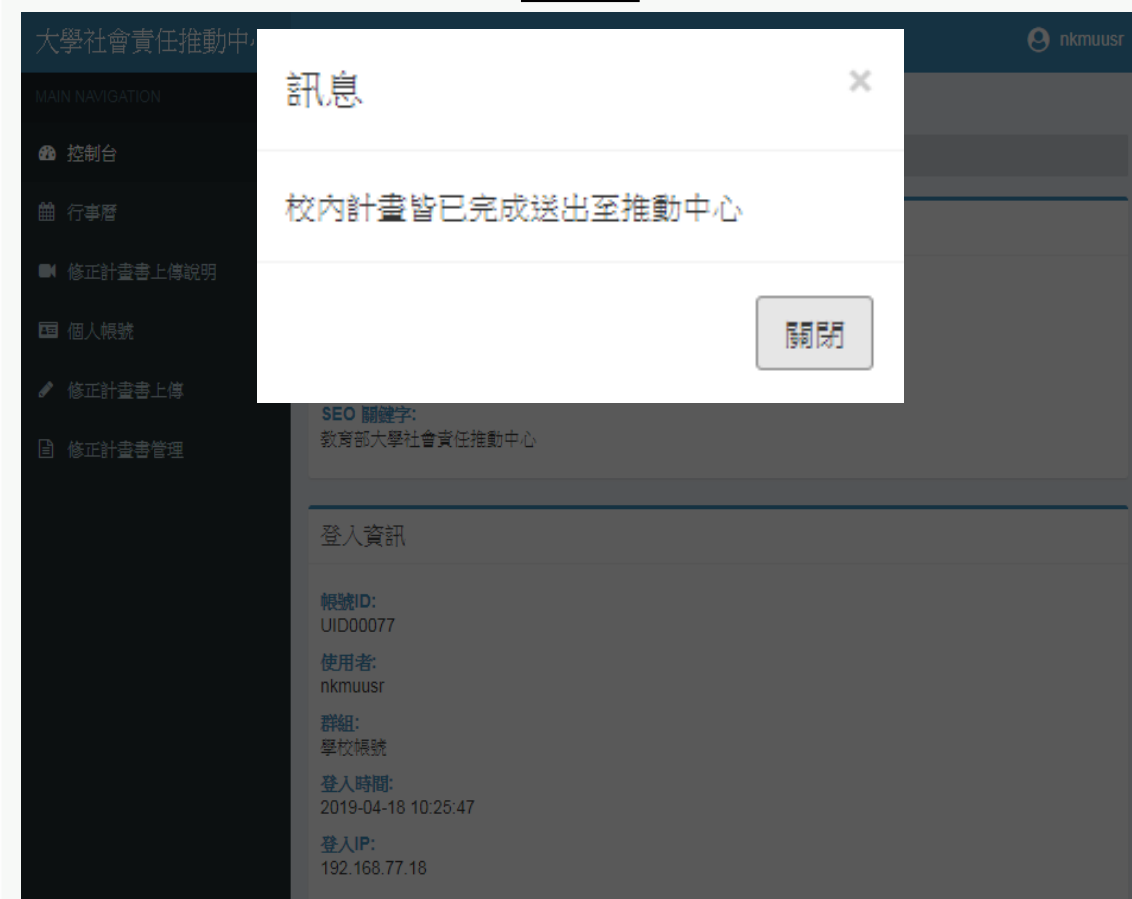 大學社會責任推動中
nkmuusr
訊息
×
MAIN NAVIGATION
控制台
行事曆
校內計畫皆已完成送出至推動中心
修正計畫書上傳說明
個人帳號
關閉
修正計畫書上傳
SEO 關鍵字:
教育部大學社會責任推動中心
修正計畫書管理
登入資訊
帳號ID:
UID00077
使用者:
nkmuusr
群組:
學校帳號
登入時間:
2019-04-18 10:25:47
登入IP:
192.168.77.18